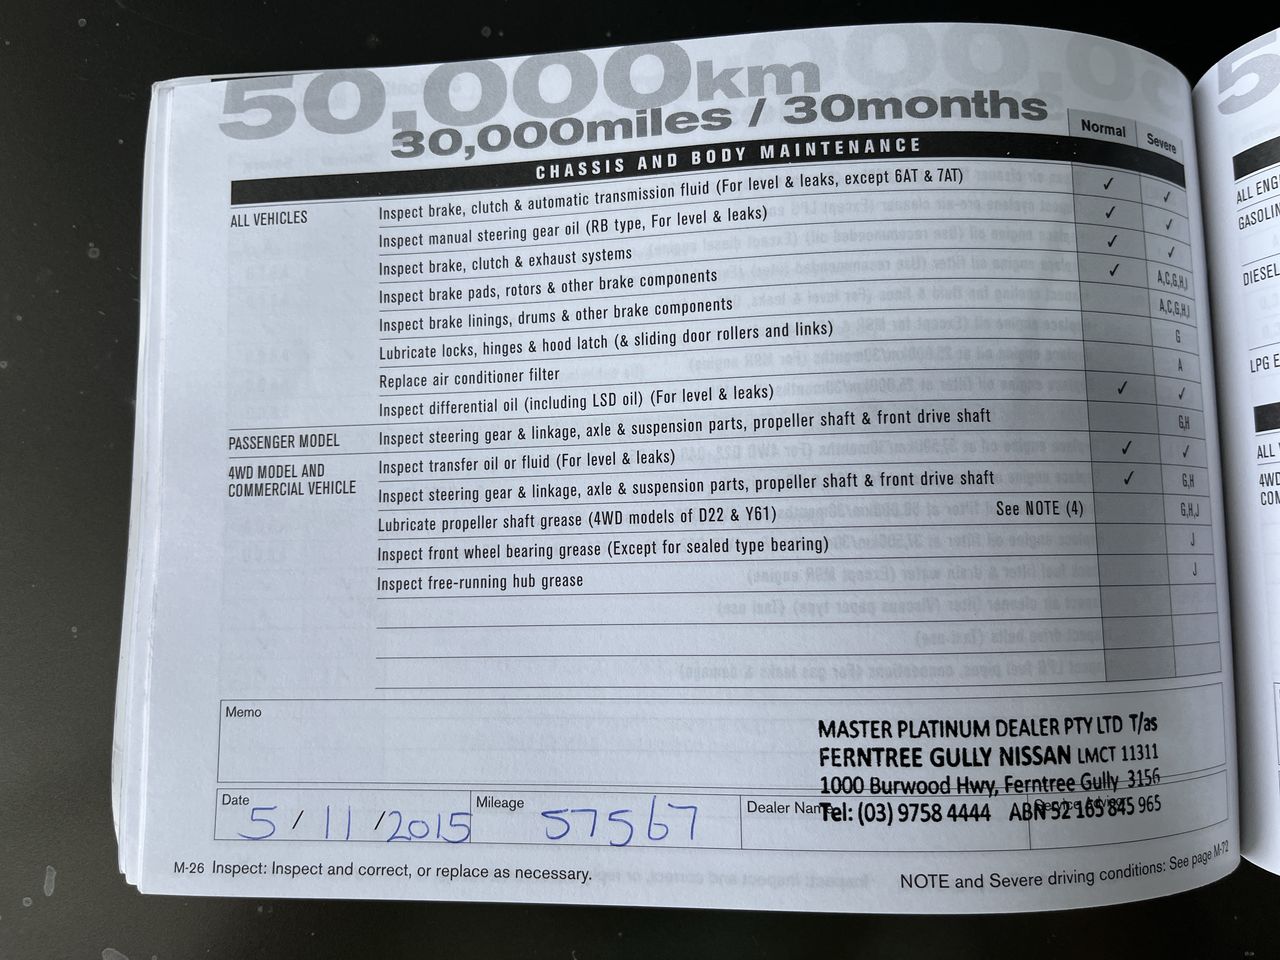 50,000km
30,000miles / 30months
Normal Severe
CHASSIS AND BODY MAINTENANCE
ALL VEHICLES Inspect brake, clutch & automatic transmission fluid (For level & leaks, except 6AT & 7AT) ✓ ✓
Inspect manual steering gear oil (RB type, For level & leaks) ✓ ✓
Inspect brake, clutch & exhaust systems ✓ ✓
Inspect brake pads, rotors & other brake components ✓ A,C,G,H,J
Inspect brake linings, drums & other brake components A,C,G,H,J
Lubricate locks, hinges & hood latch (& sliding door rollers and links) G
Replace air conditioner filter A
Inspect differential oil (including LSD oil) (For level & leaks) ✓ ✓
PASSENGER MODEL Inspect steering gear & linkage, axle & suspension parts, propeller shaft & front drive shaft G,H
4WD MODEL AND
COMMERCIAL VEHICLE
Inspect transfer oil or fluid (For level & leaks) ✓ ✓
Inspect steering gear & linkage, axle & suspension parts, propeller shaft & front drive shaft ✓ G,H
Lubricate propeller shaft grease (4WD models of D22 & Y61) See NOTE (4) G,H,J
Inspect front wheel bearing grease (Except for sealed type bearing) J
Inspect free-running hub grease J
Memo
MASTER PLATINUM DEALER PTY LTD T/as
FERNTREE GULLY NISSAN LMCT 11311
1000 Burwood Hwy, Ferntree Gully 3156
Tel: (03) 9758 4444 ABN 52 165 845 965
Date 5/11/2015
Mileage 57567
Dealer Name
M-26 Inspect: Inspect and correct, or replace as necessary.
NOTE and Severe driving conditions: See page M-72
5
ALL ENG
GASOLIN
DIESEL
LPG E
ALL V
4WD
COM